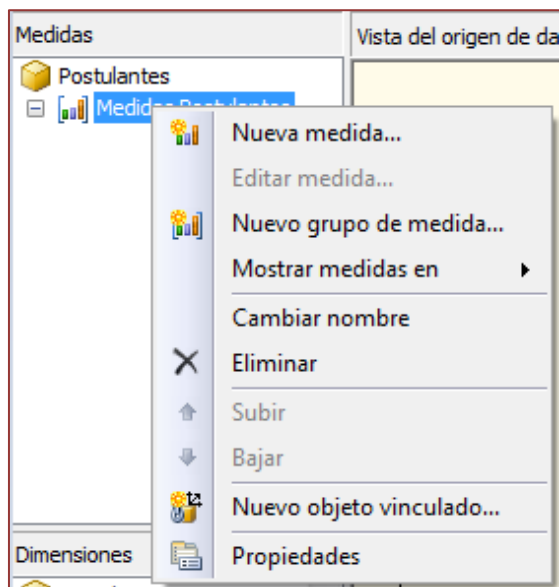 Medidas
Vista del origen de da
Postulantes
Medidas Postulantes
Nueva medida...
Editar medida...
Nuevo grupo de medida...
Mostrar medidas en
Cambiar nombre
Eliminar
Subir
Bajar
Nuevo objeto vinculado...
Dimensiones
Propiedades